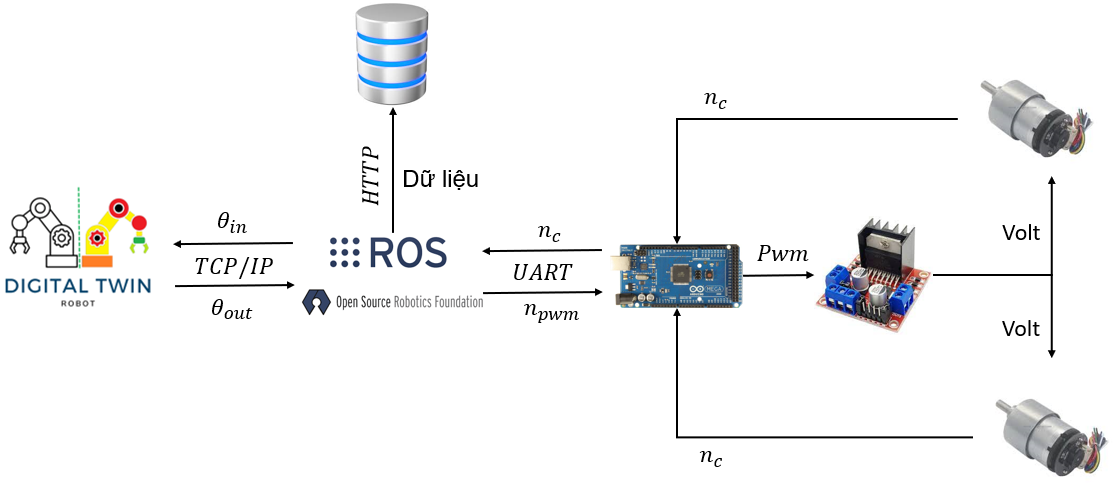 HTTP
Dữ liệu
θ_in
TCP/IP
θ_out
DIGITAL TWIN
ROBOT
ROS
Open Source Robotics Foundation
n_c
UART
n_pwm
MEGA
Pwm
n_c
n_c
Volt
Volt